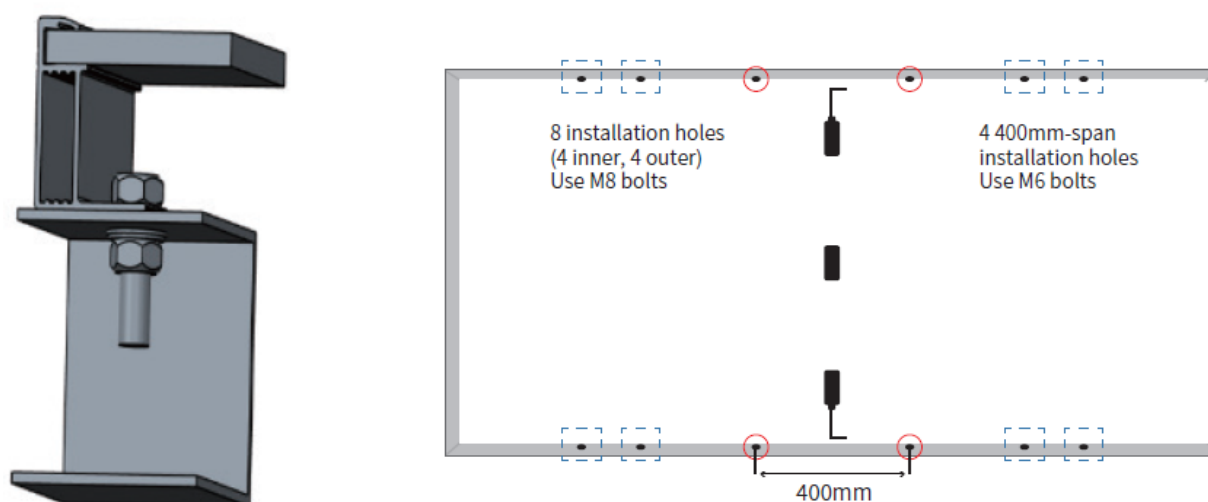 8 installation holes
(4 inner, 4 outer)
Use M8 bolts
4 400mm-span
installation holes
Use M6 bolts
400mm